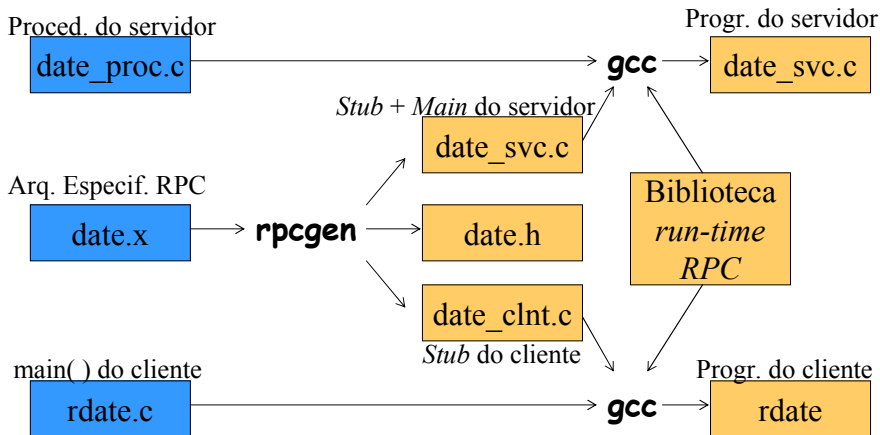 Proced. do servidor
Progr. do servidor
date_proc.c
gcc
date_svc.c
Stub + Main do servidor
date_svc.c
Arq. Especif. RPC
date.x
rpcgen
date.h
Biblioteca
run-time
RPC
date_clnt.c
Stub do cliente
main( ) do cliente
Progr. do cliente
rdate.c
gcc
rdate